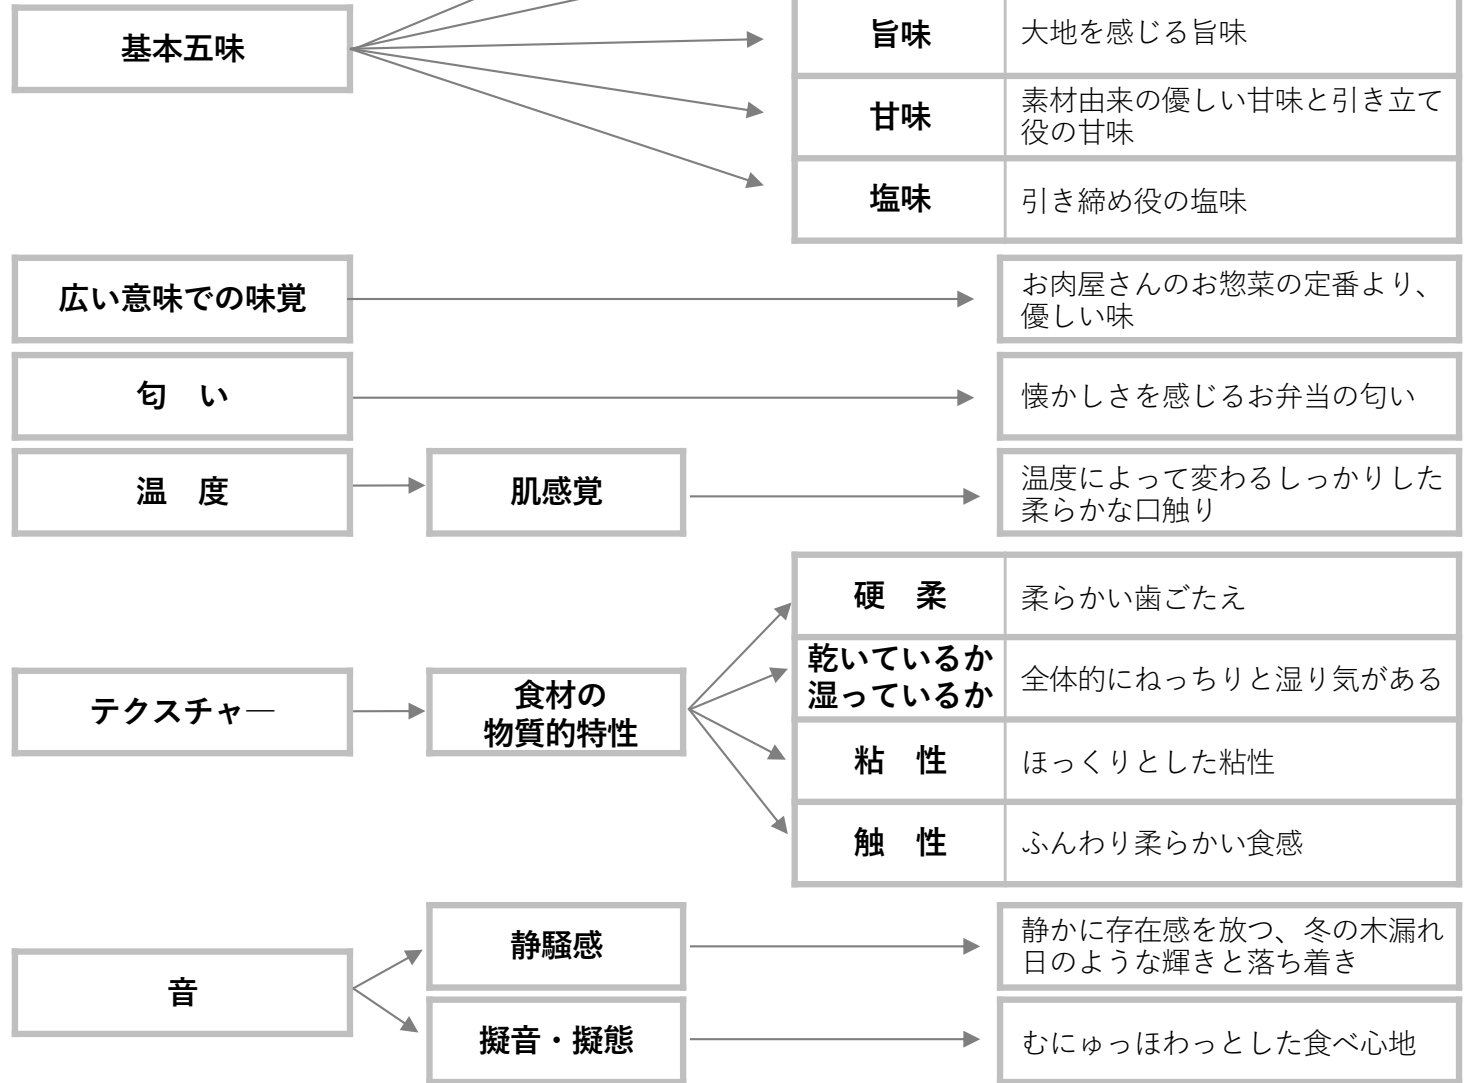 基本五味
旨味
大地を感じる旨味
甘味
素材由来の優しい甘味と引き立て
役の甘味
塩味
引き締め役の塩味
広い意味での味覚
お肉屋さんのお惣菜の定番より、
優しい味
匂　い
懐かしさを感じるお弁当の匂い
温　度
肌感覚
温度によって変わるしっかりした
柔らかな口触り
テクスチャ―
食材の
物質的特性
硬　柔
柔らかい歯ごたえ
乾いているか
湿っているか
全体的にねっちりと湿り気がある
粘　性
ほっくりとした粘性
触　性
ふんわり柔らかい食感
音
静騒感
静かに存在感を放つ、冬の木漏れ
日のような輝きと落ち着き
擬音・擬態
むにゅっほわっとした食べ心地